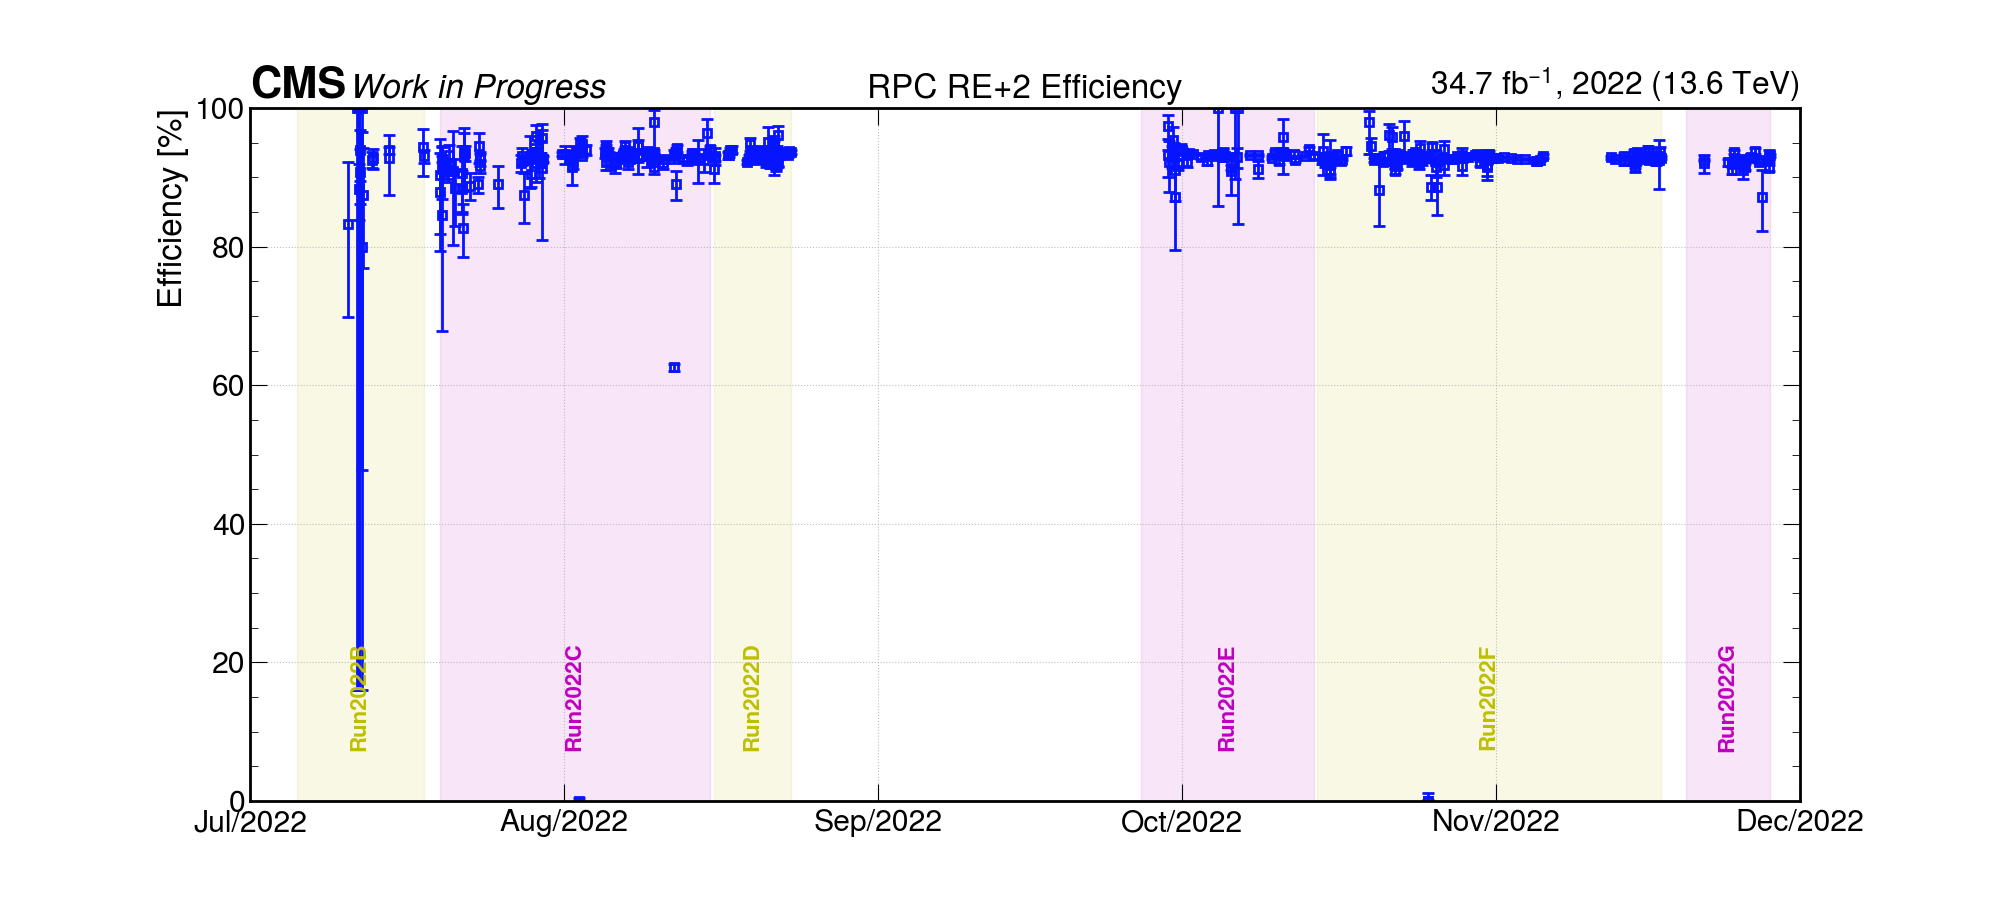 CMS Work in Progress
RPC RE+2 Efficiency
34.7 fb⁻¹, 2022 (13.6 TeV)
Efficiency [%]
100
80
60
40
20
0
Run2022B
Run2022C
Run2022D
Run2022E
Run2022F
Run2022G
Jul/2022
Aug/2022
Sep/2022
Oct/2022
Nov/2022
Dec/2022